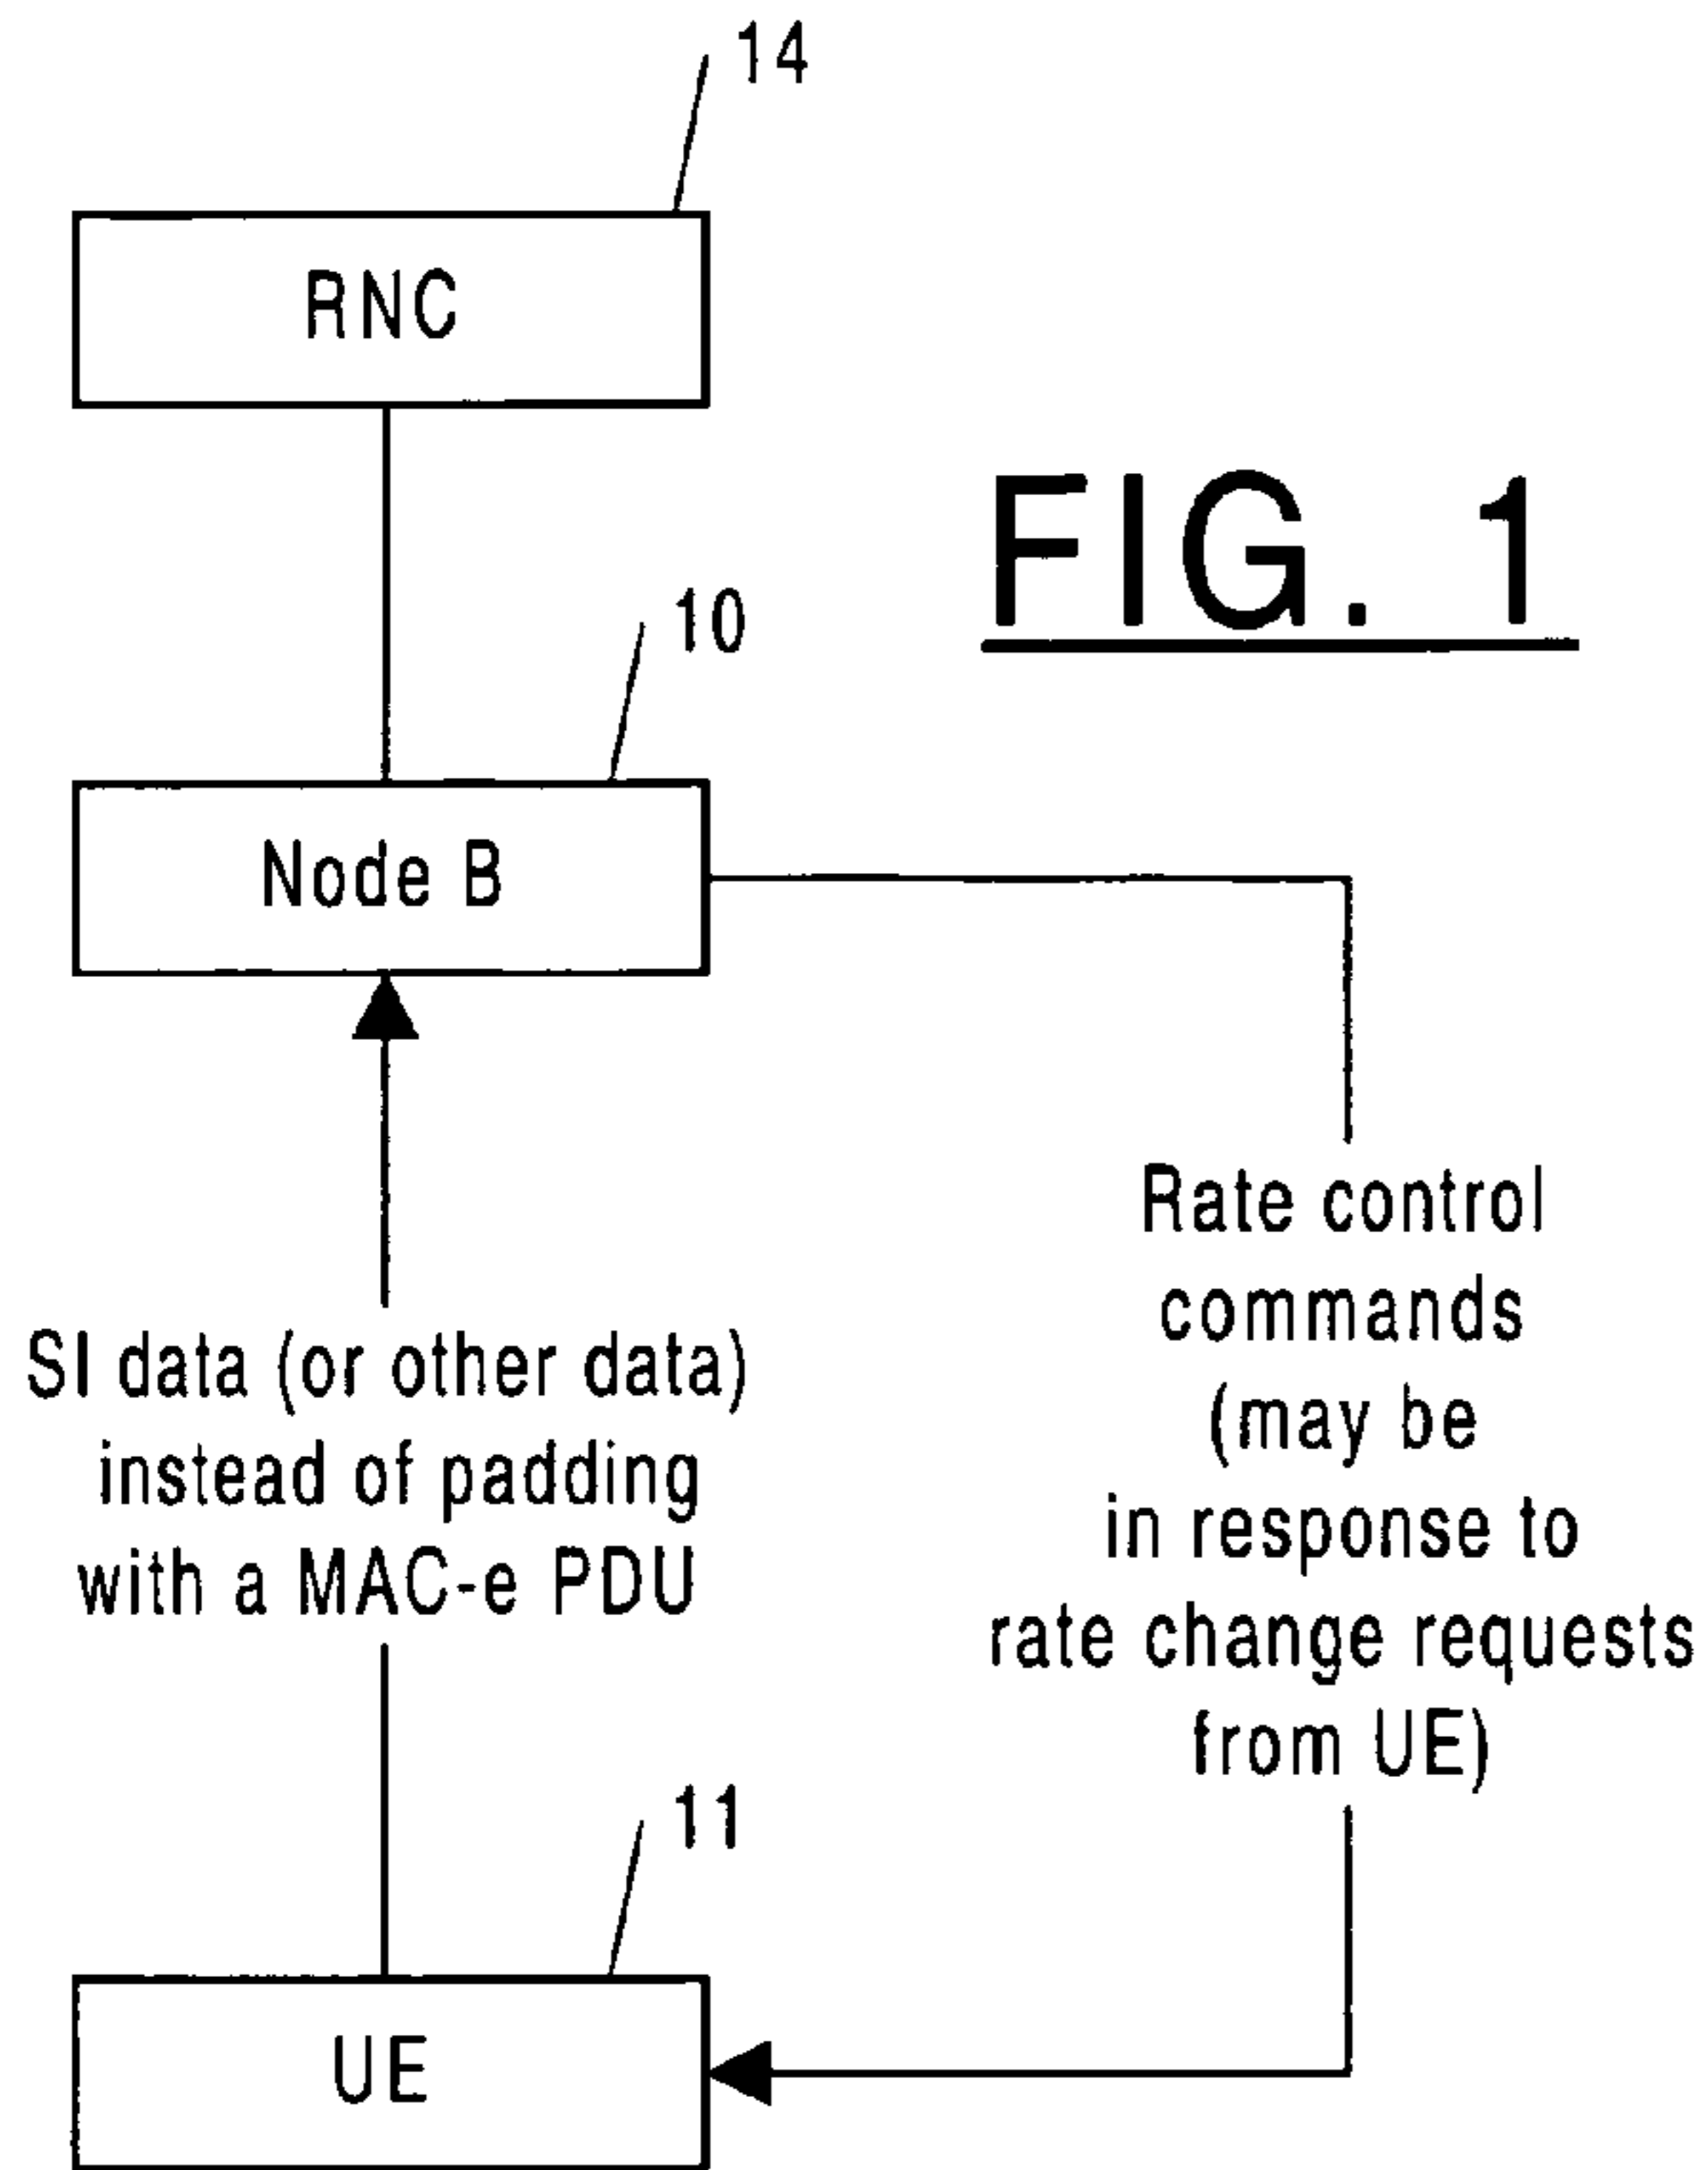 14
RNC
FIG. 1
10
Node B
SI data (or other data)
instead of padding
with a MAC-e PDU
Rate control
commands
(may be
in response to
rate change requests
from UE)
11
UE